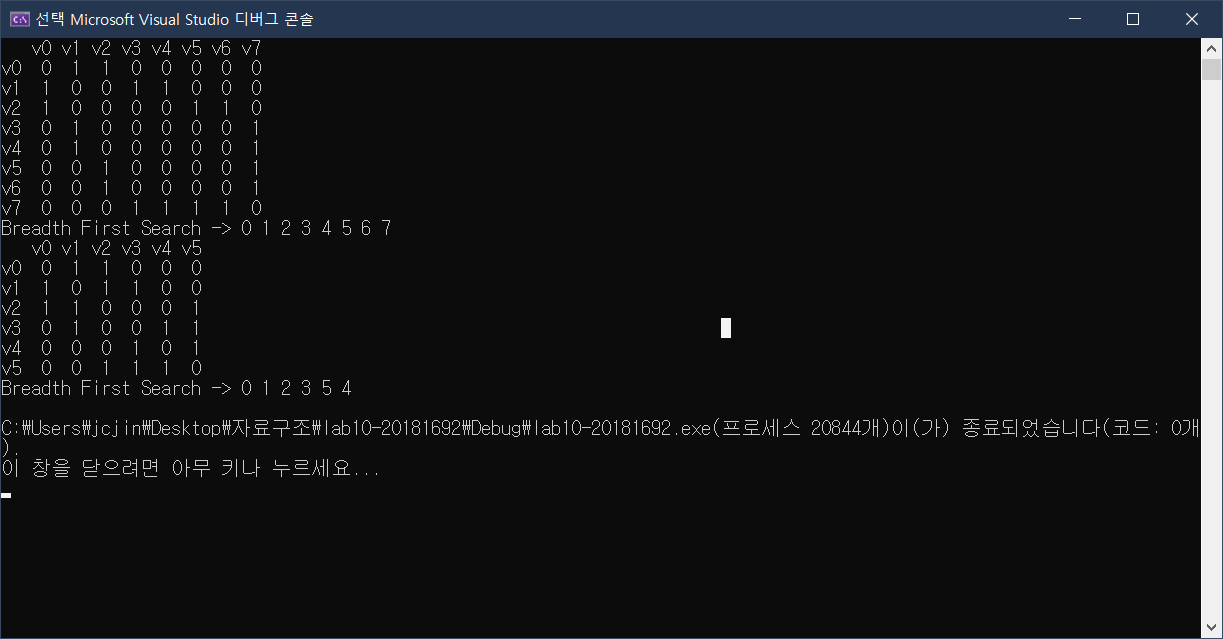 선택 Microsoft Visual Studio 디버그 콘솔
v0 v1 v2 v3 v4 v5 v6 v7
v0 0 1 1 0 0 0 0 0
v1 1 0 0 1 1 0 0 0
v2 1 0 0 0 0 1 1 0
v3 0 1 0 0 0 0 0 1
v4 0 1 0 0 0 0 0 1
v5 0 0 1 0 0 0 0 1
v6 0 0 1 0 0 0 0 1
v7 0 0 0 1 1 1 1 0
Breadth First Search -> 0 1 2 3 4 5 6 7
v0 v1 v2 v3 v4 v5
v0 0 1 1 0 0 0
v1 1 0 1 1 0 0
v2 1 1 0 0 0 1
v3 0 1 0 0 1 1
v4 0 0 0 1 0 1
v5 0 0 1 1 1 0
Breadth First Search -> 0 1 2 3 5 4
C:₩Users₩jcjin₩Desktop₩자료구조₩lab10-20181692₩Debug₩lab10-20181692.exe(프로세스 20844개)이(가) 종료되었습니다(코드: 0개
).
이 창을 닫으려면 아무 키나 누르세요...